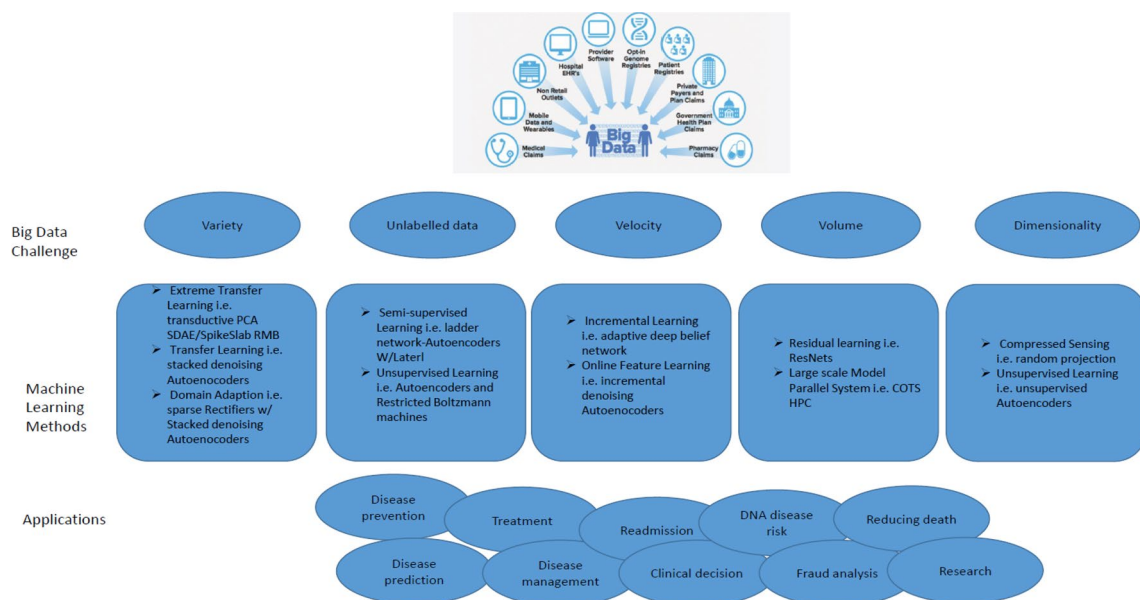 Provider
Software
Opt-In
Genome
Registries
Hospital
EHR's
Patient
Registries
Non Retail
Outlets
Private
Payers and
Plan Claims
Mobile
Data and
Wearables
Government
Health Plan
Claims
Medical
Claims
Big
Data
Pharmacy
Claims
Big Data
Challenge
Variety
Unlabelled data
Velocity
Volume
Dimensionality
Machine
Learning
Methods
➢ Extreme Transfer
Learning i.e.
transductive PCA
SDAE/SpikeSlab RMB
➢ Transfer Learning i.e.
stacked denoising
Autoenocoders
➢ Domain Adaption i.e.
sparse Rectifiers w/
Stacked denoising
Autoenocoders
➢ Semi-supervised
Learning i.e. ladder
network-Autoencoders
W/Laterl
➢ Unsupervised Learning
i.e. Autoencoders and
Restricted Boltzmann
machines
➢ Incremental Learning
i.e. adaptive deep belief
network
➢ Online Feature Learning
i.e. incremental
denoising
Autoenocoders
➢ Residual learning i.e.
ResNets
➢ Large scale Model
Parallel System i.e. COTS
HPC
➢ Compressed Sensing
i.e. random projection
➢ Unsupervised Learning
i.e. unsupervised
Autoencoders
Applications
Disease
prevention
Treatment
Readmission
DNA disease
risk
Reducing death
Disease
prediction
Disease
management
Clinical decision
Fraud analysis
Research